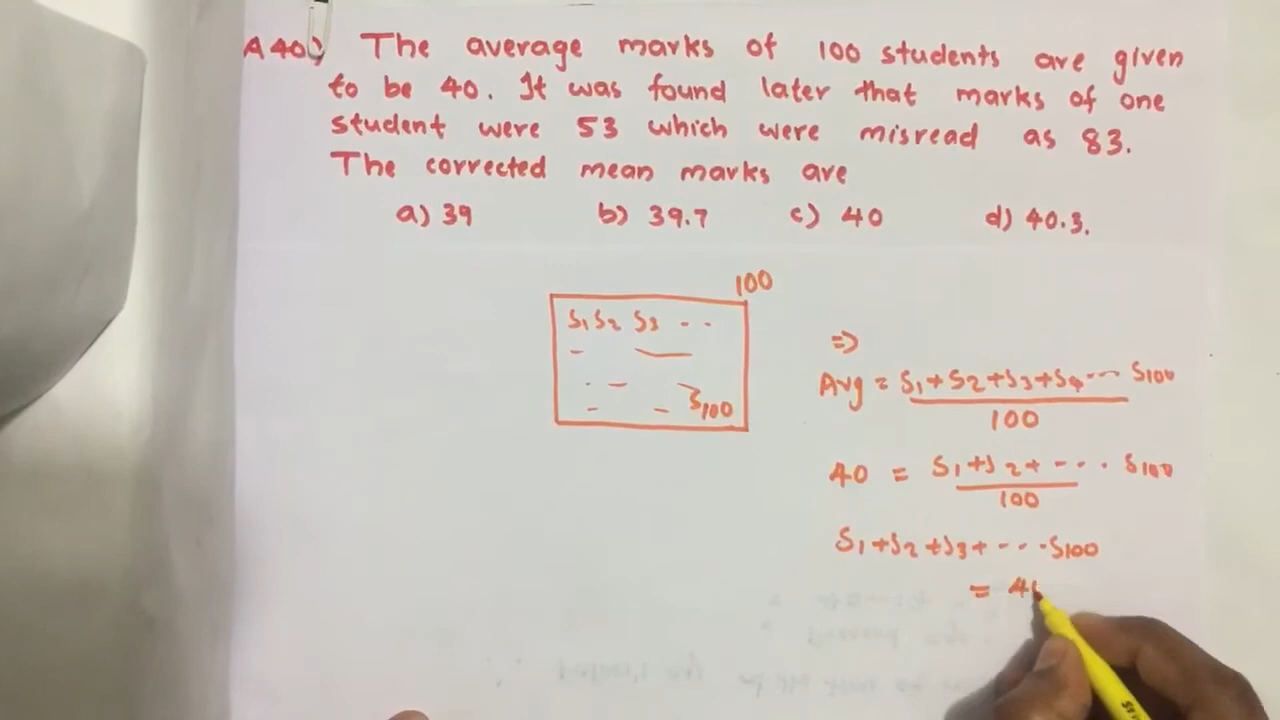 A40) The average marks of 100 students are given
to be 40. It was found later that marks of one
student were 53 which were misread as 83.
The corrected mean marks are
a) 39 b) 39.7 c) 40 d) 40.3.
100
S1 S2 S3 - -
S100
=>
Avg = S1+S2+S3+S4--- S100
100
40 = S1+S2+ --- . S100
100
S1+S2+S3+ --- S100
= 40